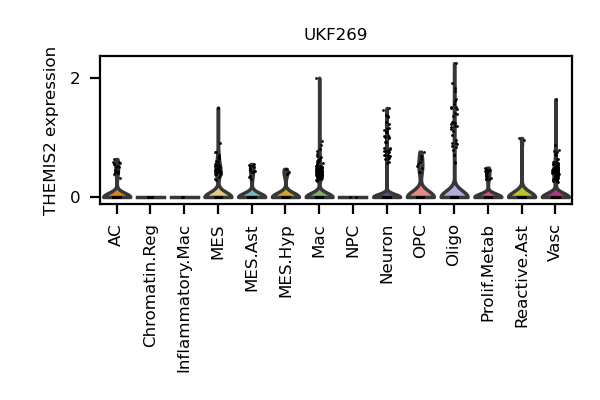 UKF269
THEMIS2 expression
2
0
AC
Chromatin.Reg
Inflammatory.Mac
MES
MES.Ast
MES.Hyp
Mac
NPC
Neuron
OPC
Oligo
Prolif.Metab
Reactive.Ast
Vasc